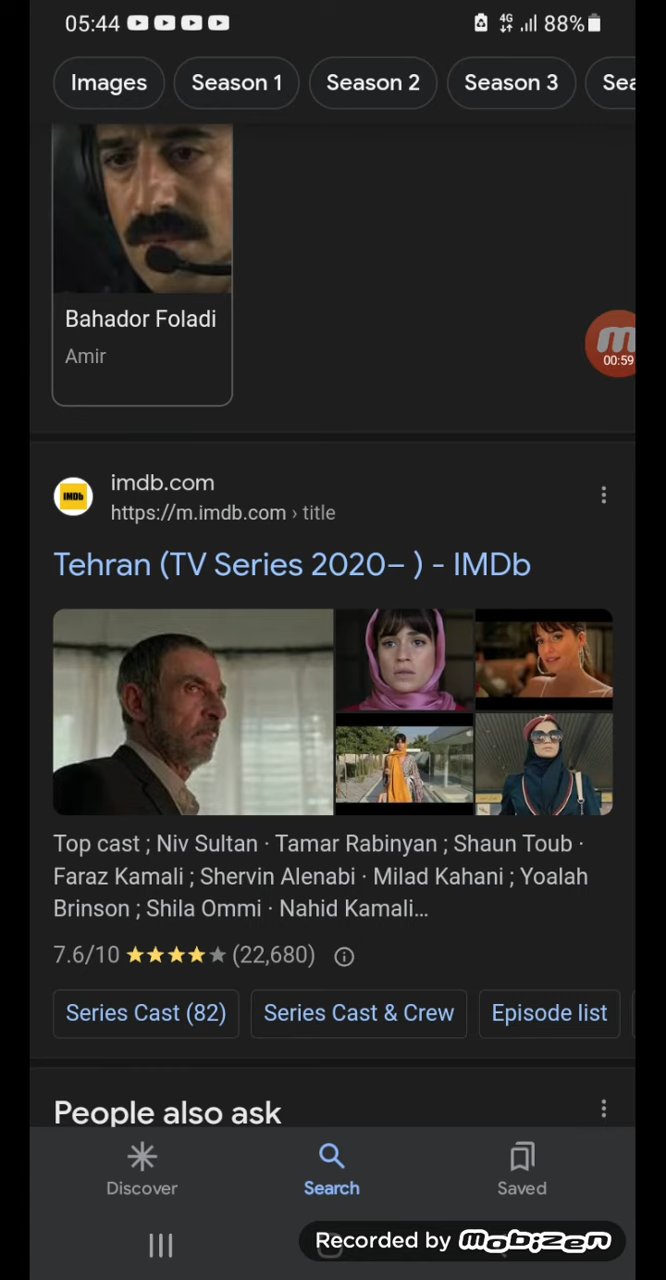 05:44
4G
88%
Images
Season 1
Season 2
Season 3
Sea
Bahador Foladi
Amir
m
00:59
IMDb
imdb.com
https://m.imdb.com › title
Tehran (TV Series 2020– ) - IMDb
Top cast ; Niv Sultan · Tamar Rabinyan ; Shaun Toub ·
Faraz Kamali ; Shervin Alenabi · Milad Kahani ; Yoalah
Brinson ; Shila Ommi · Nahid Kamali...
7.6/10 ★★★★★ (22,680)
Series Cast (82)
Series Cast & Crew
Episode list
People also ask
Discover
Search
Saved
Recorded by mobizen